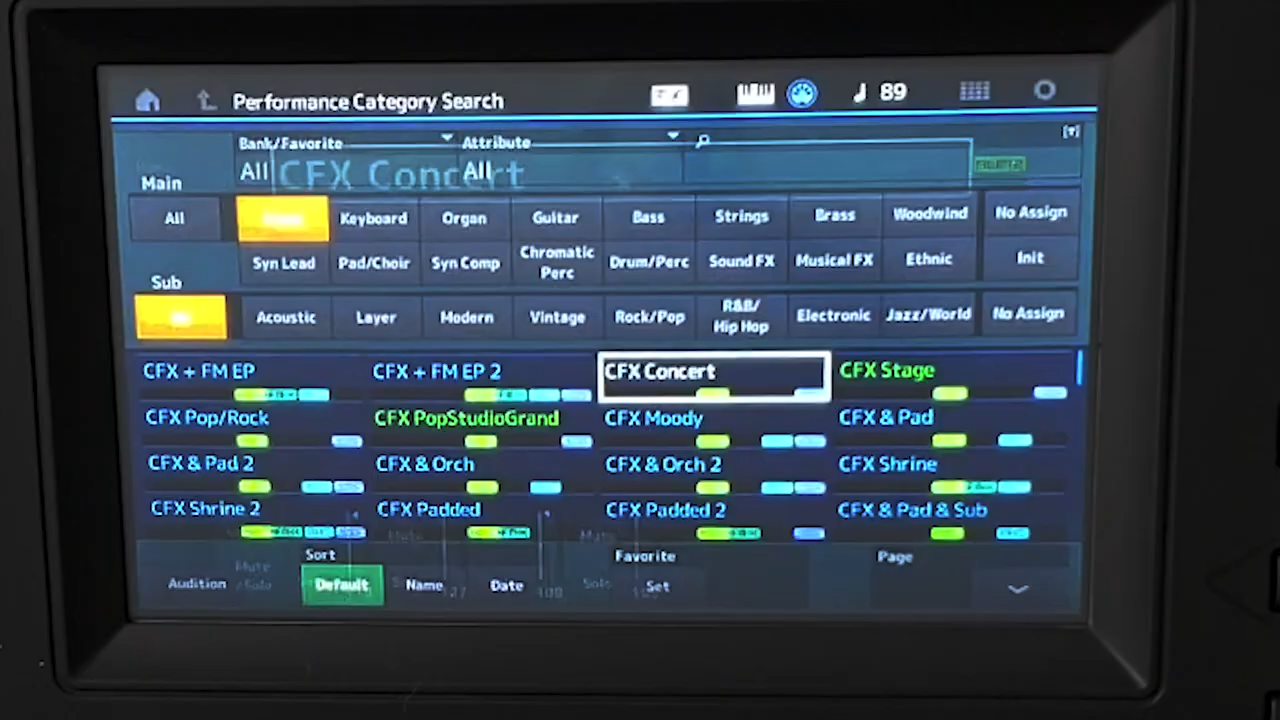 Performance Category Search 89
Bank/Favorite Attribute
All All
CFX Concert
Main
All Keyboard Organ Guitar Bass Strings Brass Woodwind No Assign
Syn Lead Pad/Choir Syn Comp Chromatic Perc Drum/Perc Sound FX Musical FX Ethnic Init
Sub
Acoustic Layer Modern Vintage Rock/Pop R&B/ Hip Hop Electronic Jazz/World No Assign
CFX + FM EP CFX + FM EP 2 CFX Concert CFX Stage
CFX Pop/Rock CFX PopStudioGrand CFX Moody CFX & Pad
CFX & Pad 2 CFX & Orch CFX & Orch 2 CFX Shrine
CFX Shrine 2 CFX Padded CFX Padded 2 CFX & Pad & Sub
Sort Favorite Page
Audition Default Name Date Set